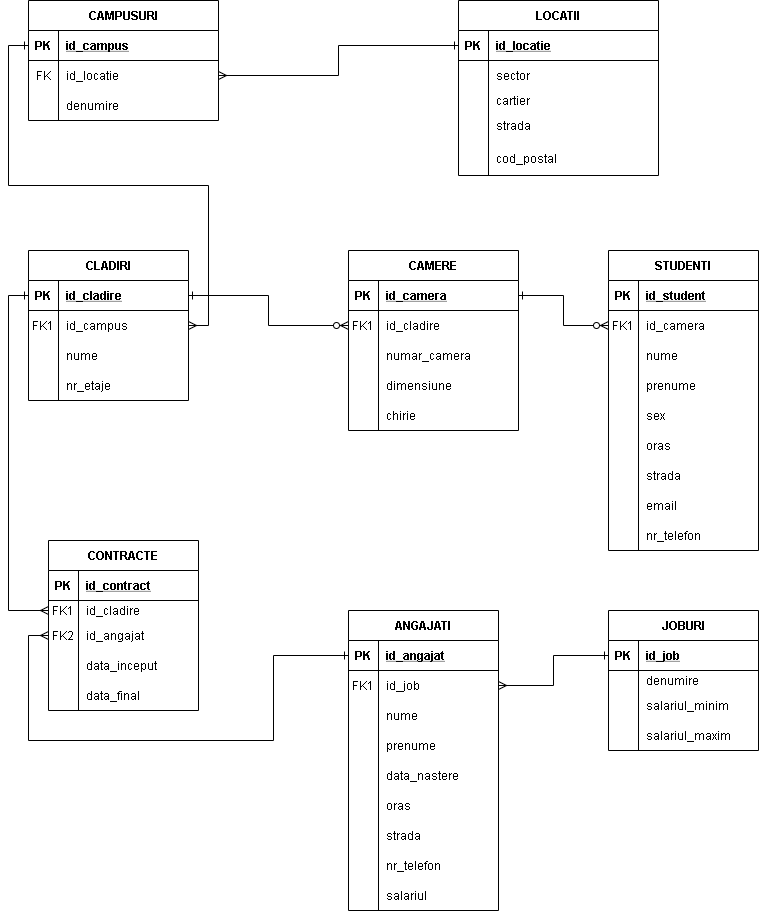 CAMPUSURI
PK id_campus
FK id_locatie
denumire
LOCATII
PK id_locatie
sector
cartier
strada
cod_postal
CLADIRI
PK id_cladire
FK1 id_campus
nume
nr_etaje
CAMERE
PK id_camera
FK1 id_cladire
numar_camera
dimensiune
chirie
STUDENTI
PK id_student
FK1 id_camera
nume
prenume
sex
oras
strada
email
nr_telefon
CONTRACTE
PK id_contract
FK1 id_cladire
FK2 id_angajat
data_inceput
data_final
ANGAJATI
PK id_angajat
FK1 id_job
nume
prenume
data_nastere
oras
strada
nr_telefon
salariul
JOBURI
PK id_job
denumire
salariul_minim
salariul_maxim